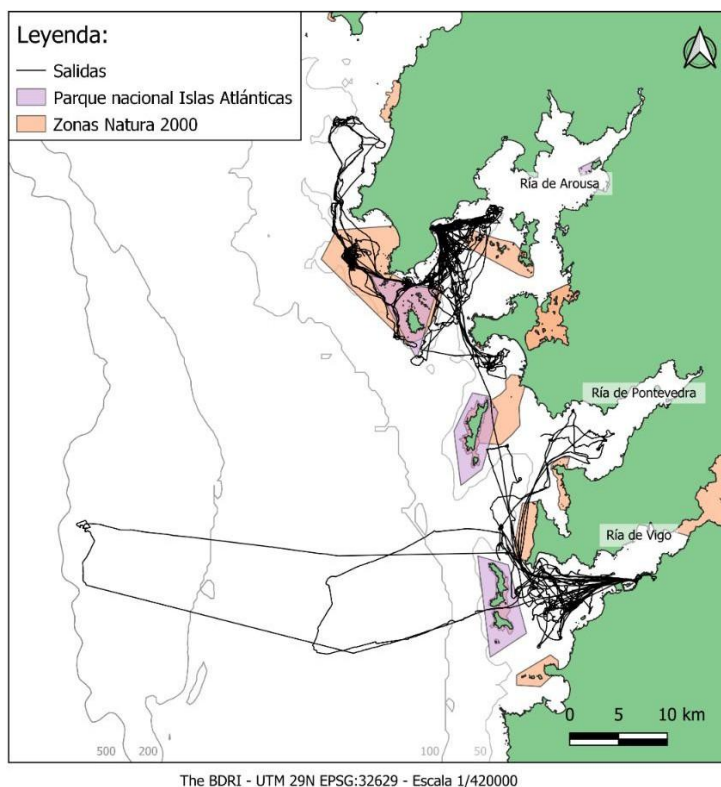 Leyenda:
Salidas
Parque nacional Islas Atlánticas
Zonas Natura 2000
Ría de Arousa
Ría de Pontevedra
Ría de Vigo
0 5 10 km
500 200 100 50
The BDRI - UTM 29N EPSG:32629 - Escala 1/420000